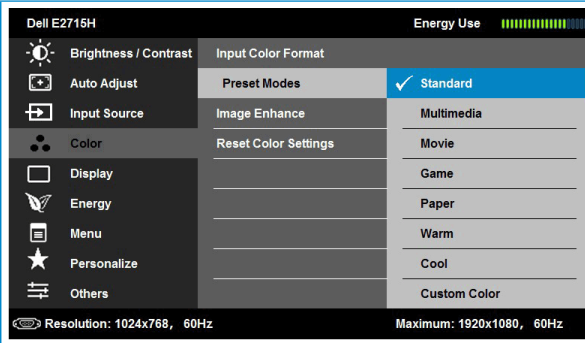 Dell E2715H Energy Use
Brightness / Contrast Input Color Format
Auto Adjust Preset Modes Standard
Input Source Image Enhance Multimedia
Color Reset Color Settings Movie
Display Game
Energy Paper
Menu Warm
Personalize Cool
Others Custom Color
Resolution: 1024x768, 60Hz Maximum: 1920x1080, 60Hz